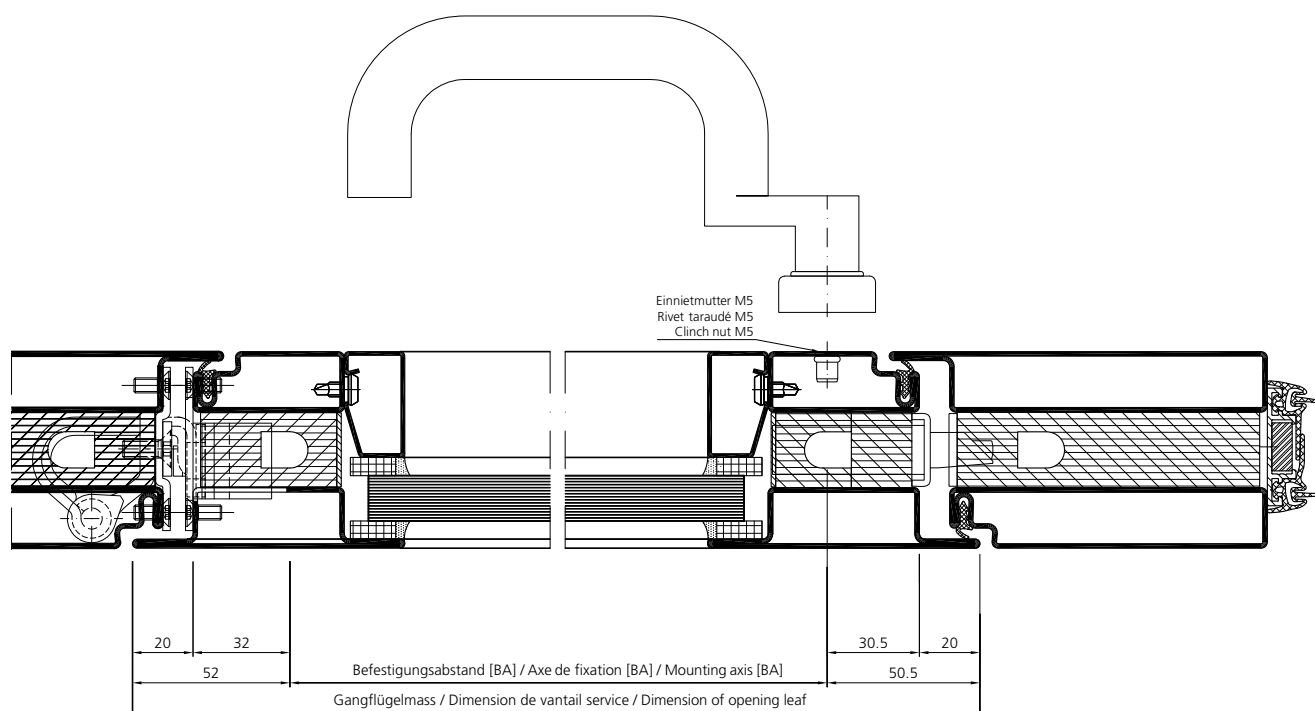 Einnietmutter M5
Rivet taraudé M5
Clinch nut M5
20
32
30.5
20
52
Befestigungsabstand [BA] / Axe de fixation [BA] / Mounting axis [BA]
50.5
Gangflügelmass / Dimension de vantail service / Dimension of opening leaf